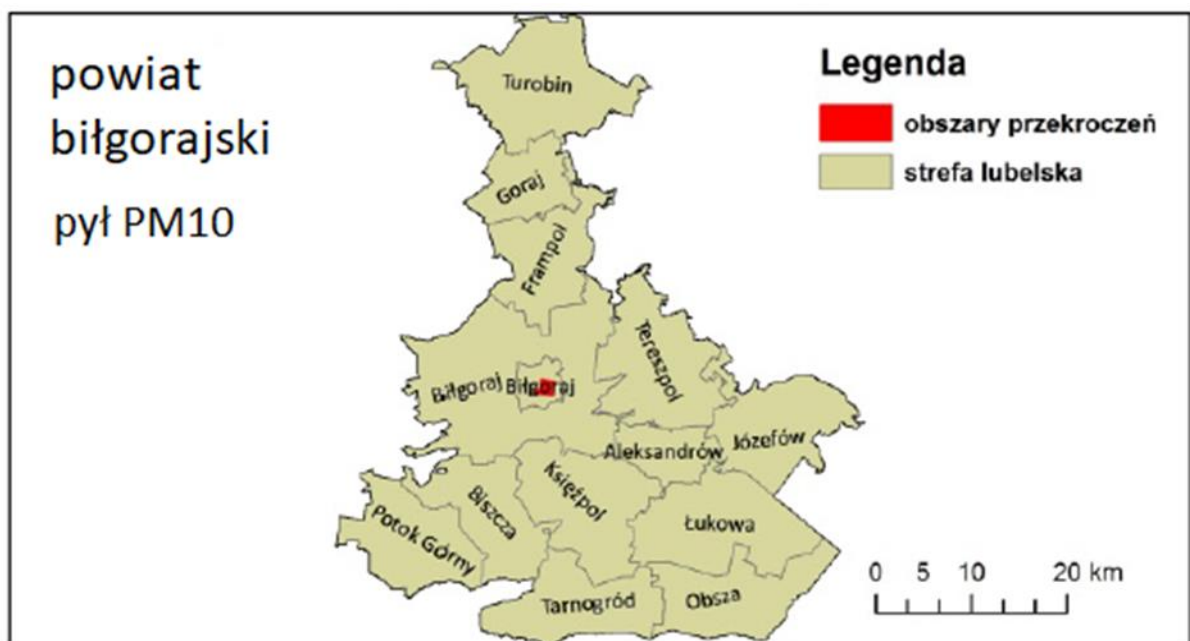 powiat
biłgorajski
pył PM10
Legenda
obszary przekroczeń
strefa lubelska
Turobin
Goraj
Frampol
Tereszpol
Biłgoraj
Biłgoraj
Józefów
Aleksandrów
Księżpol
Biszcza
Potok Górny
Łukowa
Tarnogród
Obsza
0 5 10 20 km